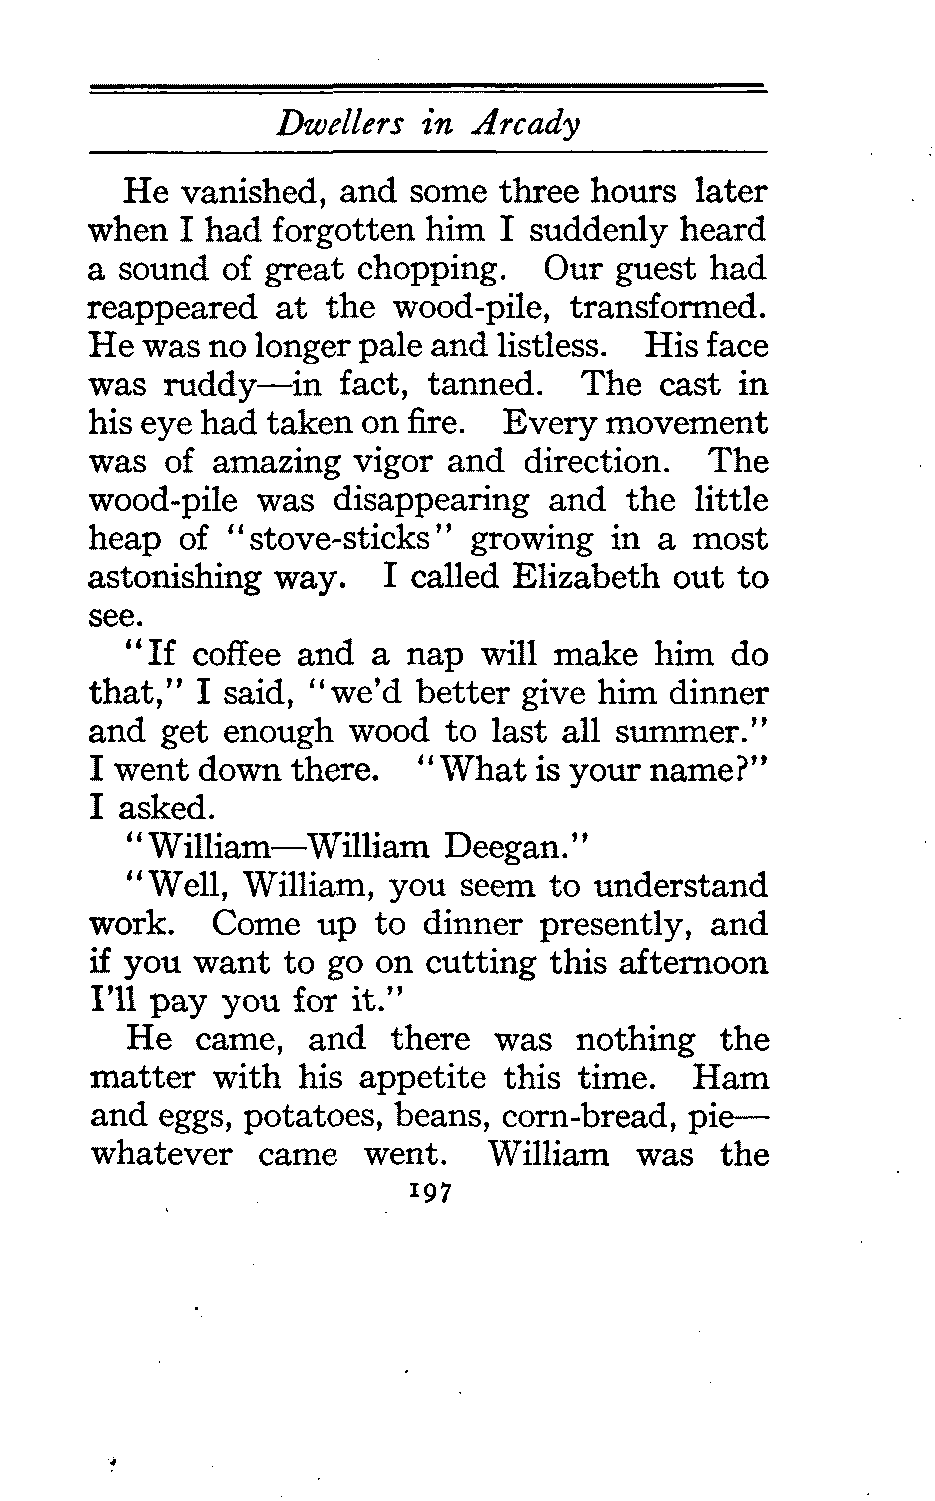 Dwellers in Arcady
He vanished, and some three hours later
when I had forgotten him I suddenly heard
a sound of great chopping. Our guest had
reappeared at the wood-pile, transformed.
He was no longer pale and listless. His face
was ruddy—in fact, tanned. The cast in
his eye had taken on fire. Every movement
was of amazing vigor and direction. The
wood-pile was disappearing and the little
heap of "stove-sticks" growing in a most
astonishing way. I called Elizabeth out to
see.
"If coffee and a nap will make him do
that," I said, "we'd better give him dinner
and get enough wood to last all summer."
I went down there. "What is your name?"
I asked.
"William—William Deegan."
"Well, William, you seem to understand
work. Come up to dinner presently, and
if you want to go on cutting this afternoon
I'll pay you for it."
He came, and there was nothing the
matter with his appetite this time. Ham
and eggs, potatoes, beans, corn-bread, pie—
whatever came went. William was the
197